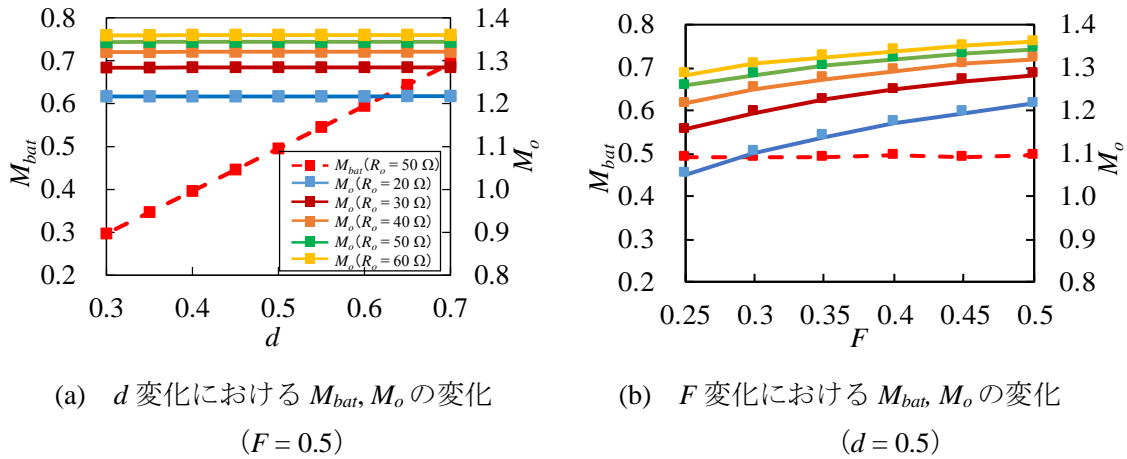 0.8
0.7
0.6
0.5
0.4
0.3
0.2
M_bat
1.4
1.3
1.2
1.1
1.0
0.9
0.8
M_o
M_bat (R_o = 50 Ω)
M_o (R_o = 20 Ω)
M_o (R_o = 30 Ω)
M_o (R_o = 40 Ω)
M_o (R_o = 50 Ω)
M_o (R_o = 60 Ω)
0.3 0.4 0.5 0.6 0.7
d
(a) d 変化における M_bat, M_o の変化
(F = 0.5)
0.8
0.7
0.6
0.5
0.4
0.3
0.2
M_bat
1.4
1.3
1.2
1.1
1.0
0.9
0.8
M_o
0.25 0.3 0.35 0.4 0.45 0.5
F
(b) F 変化における M_bat, M_o の変化
(d = 0.5)